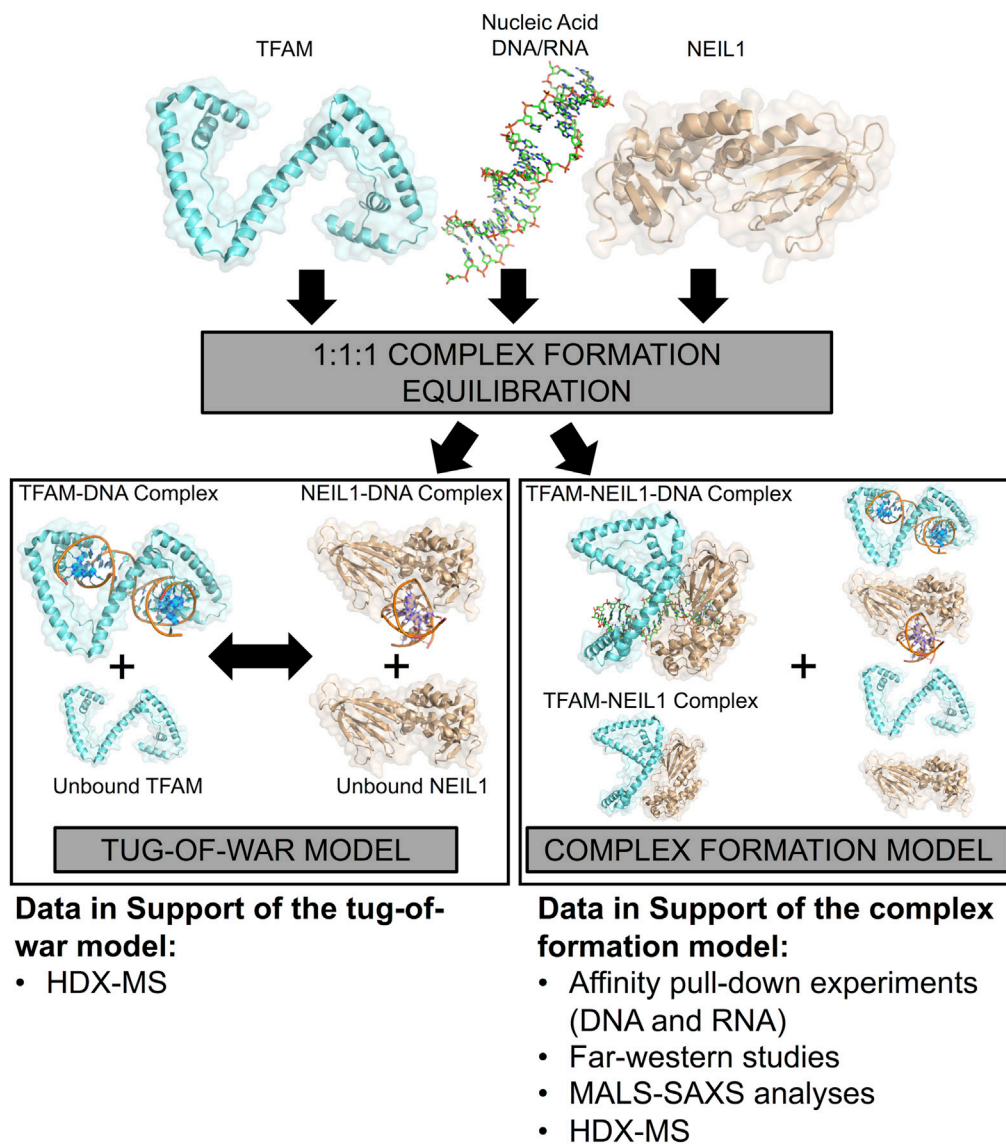 TFAM
Nucleic Acid
DNA/RNA
NEIL1
1:1:1 COMPLEX FORMATION
EQUILIBRATION
TFAM-DNA Complex
NEIL1-DNA Complex
+
+
Unbound TFAM
Unbound NEIL1
TUG-OF-WAR MODEL
TFAM-NEIL1-DNA Complex
+
TFAM-NEIL1 Complex
COMPLEX FORMATION MODEL
Data in Support of the tug-of-
war model:
• HDX-MS
Data in Support of the complex
formation model:
• Affinity pull-down experiments
(DNA and RNA)
• Far-western studies
• MALS-SAXS analyses
• HDX-MS